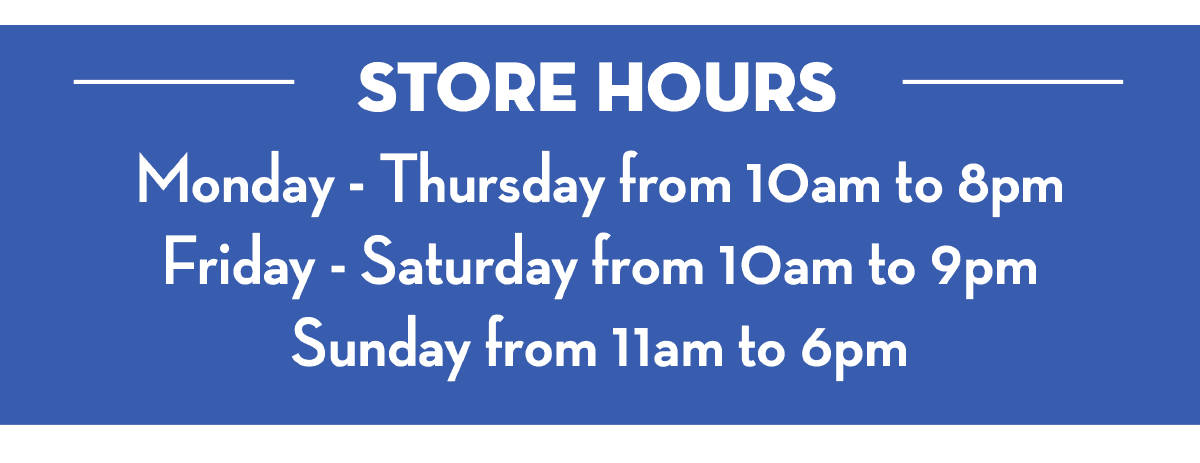 STORE HOURS
Monday - Thursday from 10am to 8pm
Friday - Saturday from 10am to 9pm
Sunday from 11am to 6pm